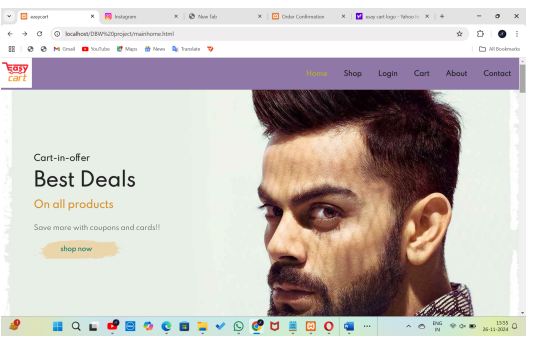 easycart
Instagram
New Tab
Order Confirmation
easy cart logo - Yahoo
localhost/DBW%20project/mainhome.html
Gmail
YouTube
Maps
News
Translate
All Bookmarks
easy
cart
Home
Shop
Login
Cart
About
Contact
Cart-in-offer
Best Deals
On all products
Save more with coupons and cards!!
shop now
ENG
IN
13:55
26-11-2024